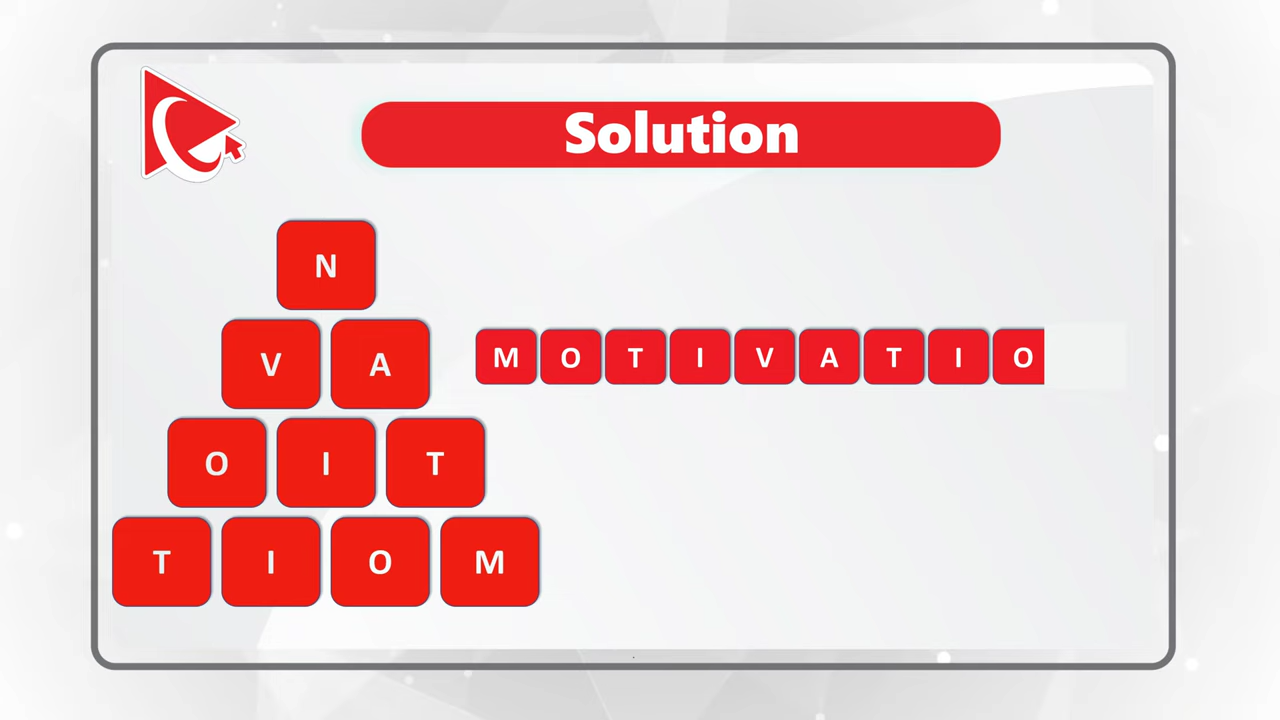 Solution
N
V A
M O T I V A T I O
O I T
T I O M